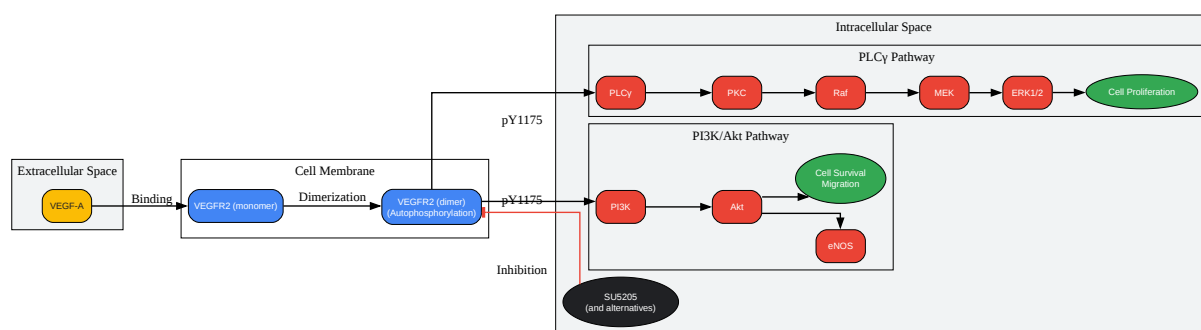 Intracellular Space
PLCγ Pathway
PLCγ
PKC
Raf
MEK
ERK1/2
Cell Proliferation
pY1175
PI3K/Akt Pathway
Extracellular Space
VEGF-A
Binding
Cell Membrane
VEGFR2 (monomer)
Dimerization
VEGFR2 (dimer)
(Autophosphorylation)
pY1175
PI3K
Akt
Cell Survival
Migration
eNOS
Inhibition
SU5205
(and alternatives)